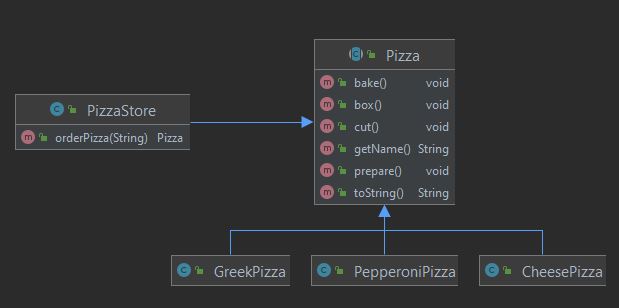 Pizza
bake() void
box() void
cut() void
getName() String
prepare() void
toString() String
PizzaStore
orderPizza(String) Pizza
GreekPizza
PepperoniPizza
CheesePizza